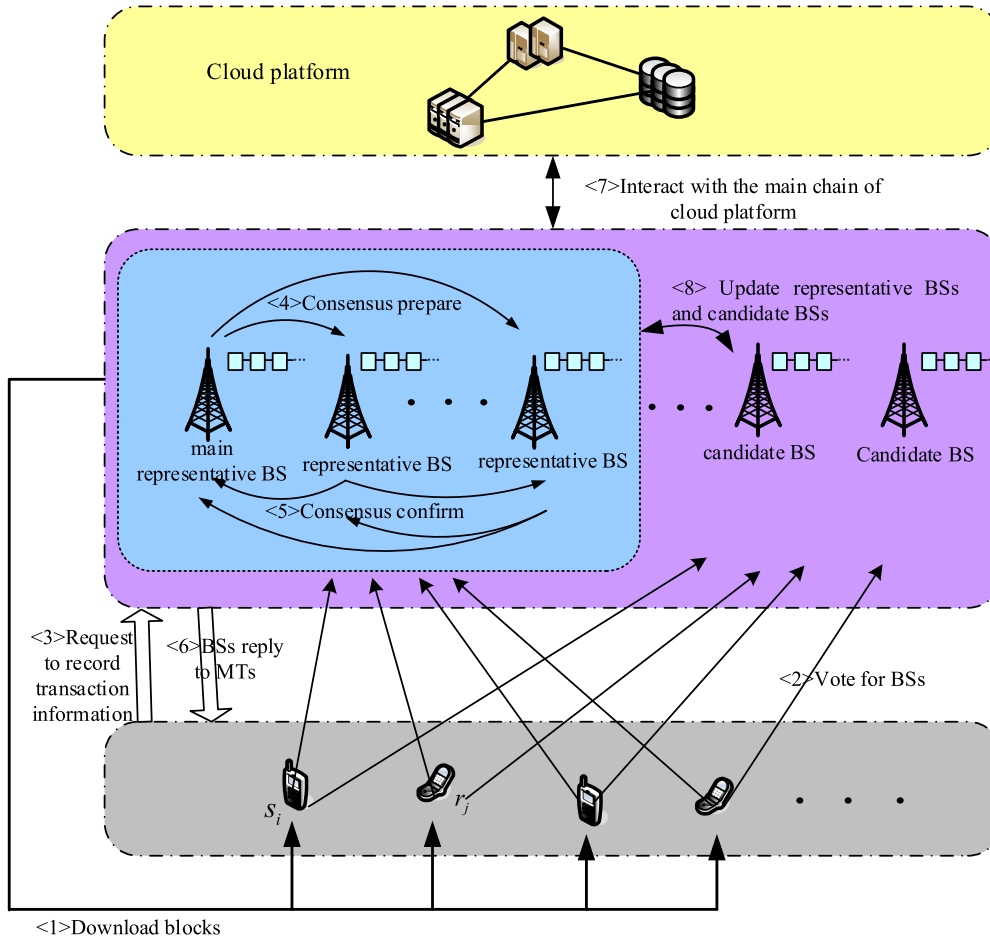 Cloud platform
<7>Interact with the main chain of
cloud platform
<4>Consensus prepare
<8> Update representative BSs
and candidate BSs
main
representative BS
representative BS
representative BS
candidate BS
Candidate BS
<5>Consensus confirm
<3>Request
to record
transaction
information
<6>BSs reply
to MTs
<2>Vote for BSs
s_i
r_j
<1>Download blocks